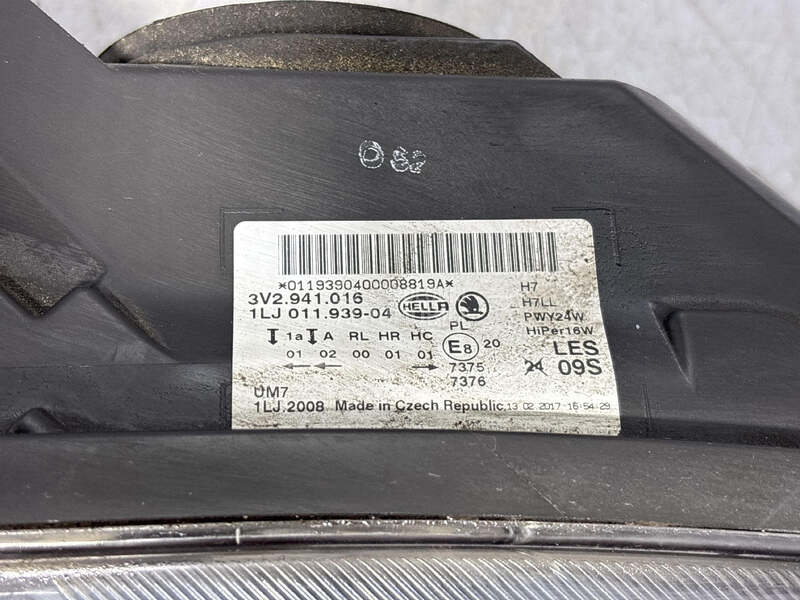 082
*0119390400008819A*
3V2.941.016 HELLA
1LJ 011.939-04
H7
H7LL
PWY24W
HiPer16W
1a A RL HR HC PL
01 02 00 01 01 E8 20
7375
7376
LES
24 09S
UM7
1LJ.2008 Made in Czech Republic 13 02 2017-16:54-29